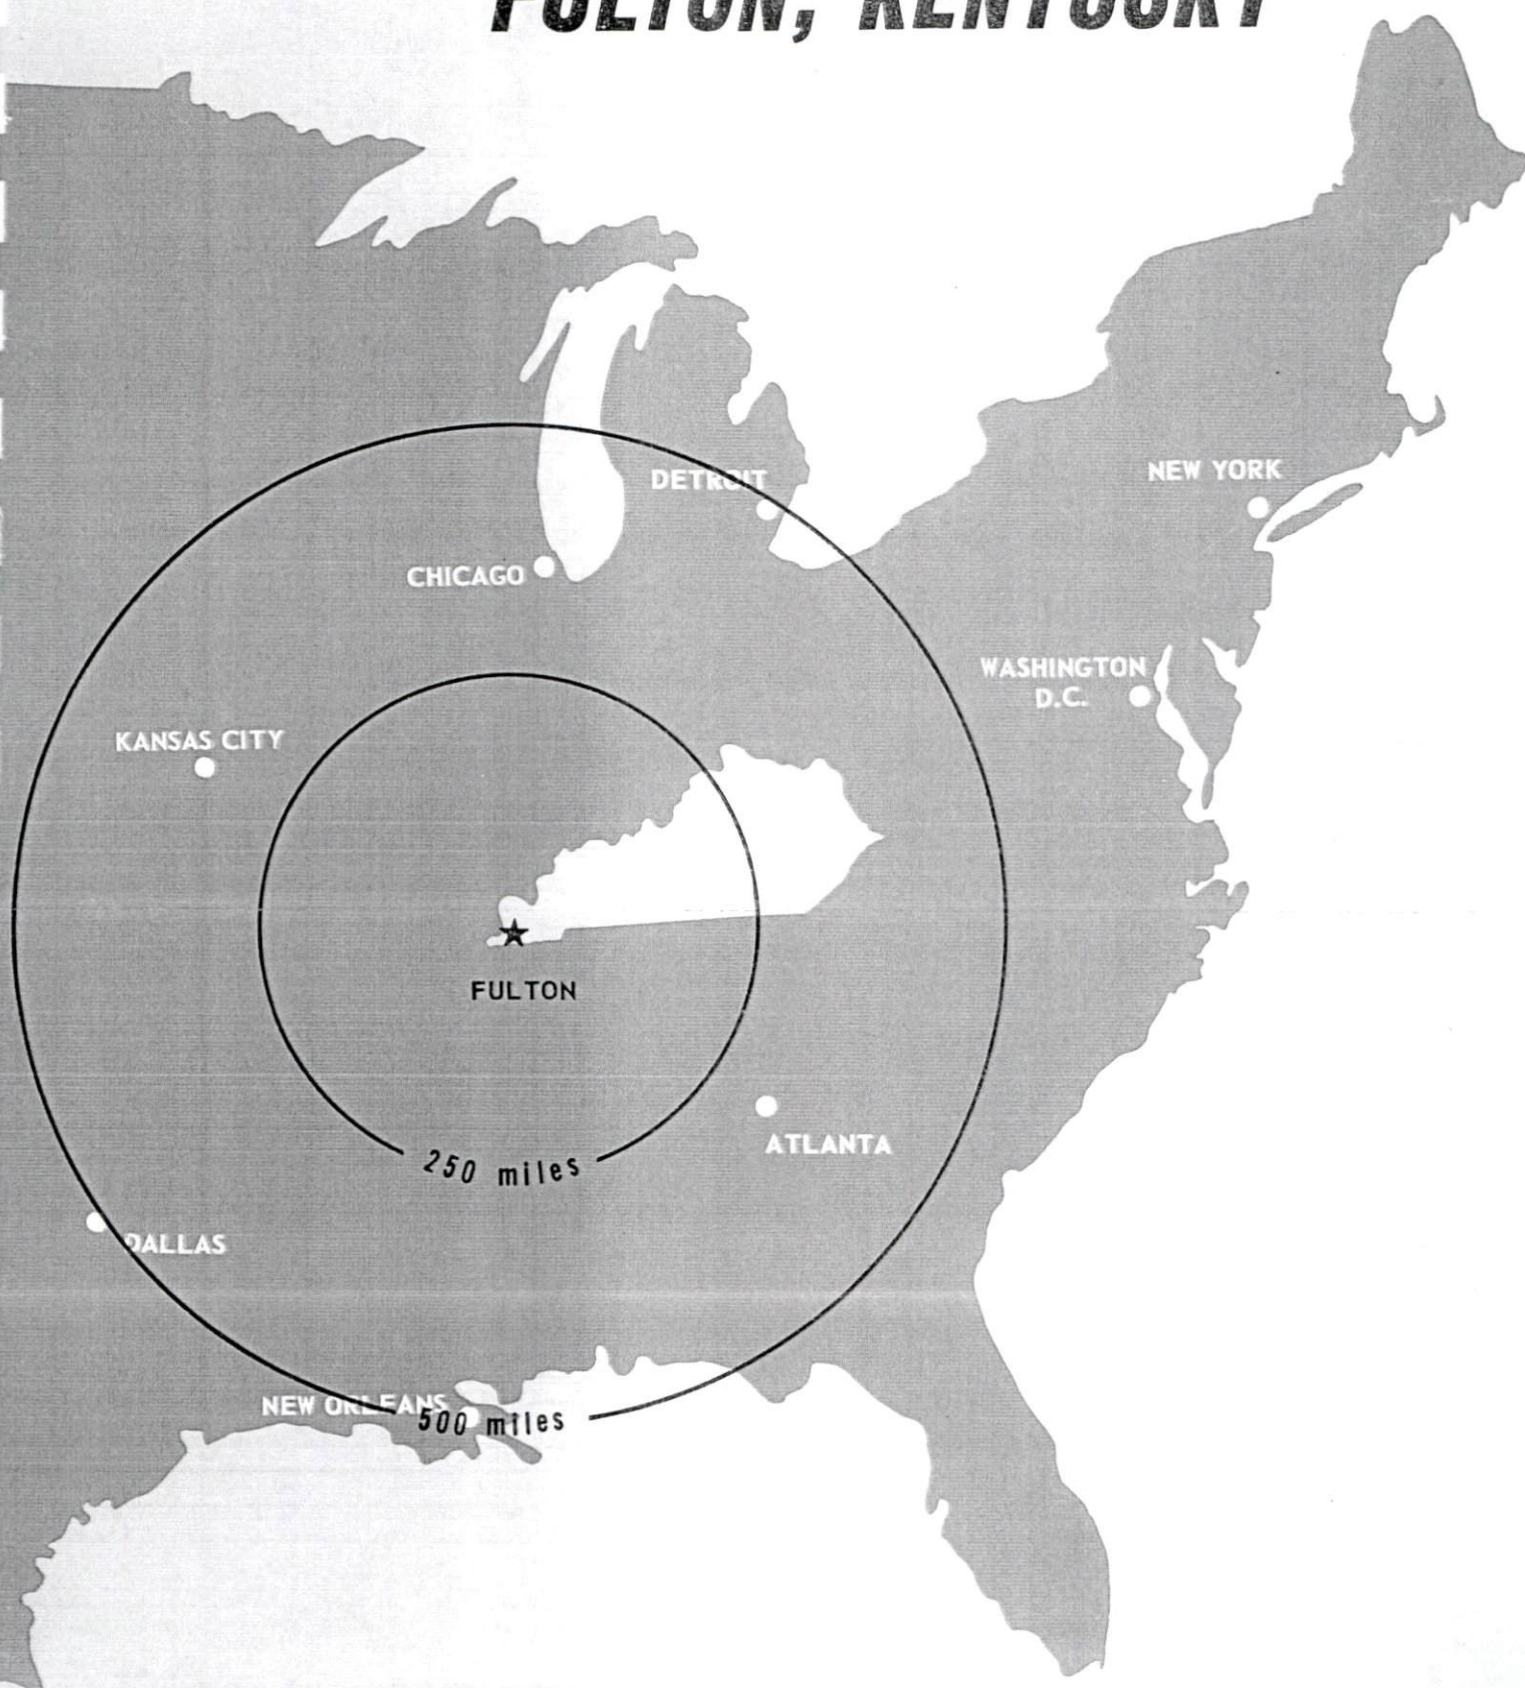 FULTON, KENTUCKY
DETROIT
NEW YORK
CHICAGO
WASHINGTON
D.C.
KANSAS CITY
FULTON
ATLANTA
250 miles
DALLAS
NEW ORLEANS
500 miles